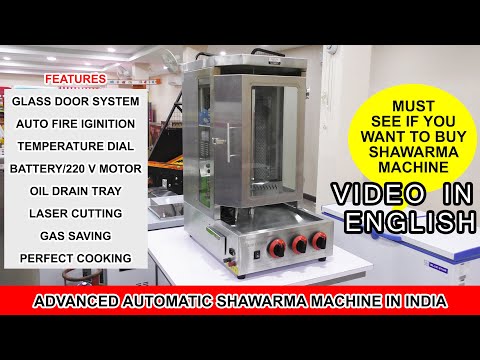 FEATURES
GLASS DOOR SYSTEM
AUTO FIRE IGINITION
TEMPERATURE DIAL
BATTERY/220 V MOTOR
OIL DRAIN TRAY
LASER CUTTING
GAS SAVING
PERFECT COOKING
MUST
SEE IF YOU
WANT TO BUY
SHAWARMA
MACHINE
VIDEO IN
ENGLISH
ADVANCED AUTOMATIC SHAWARMA MACHINE IN INDIA